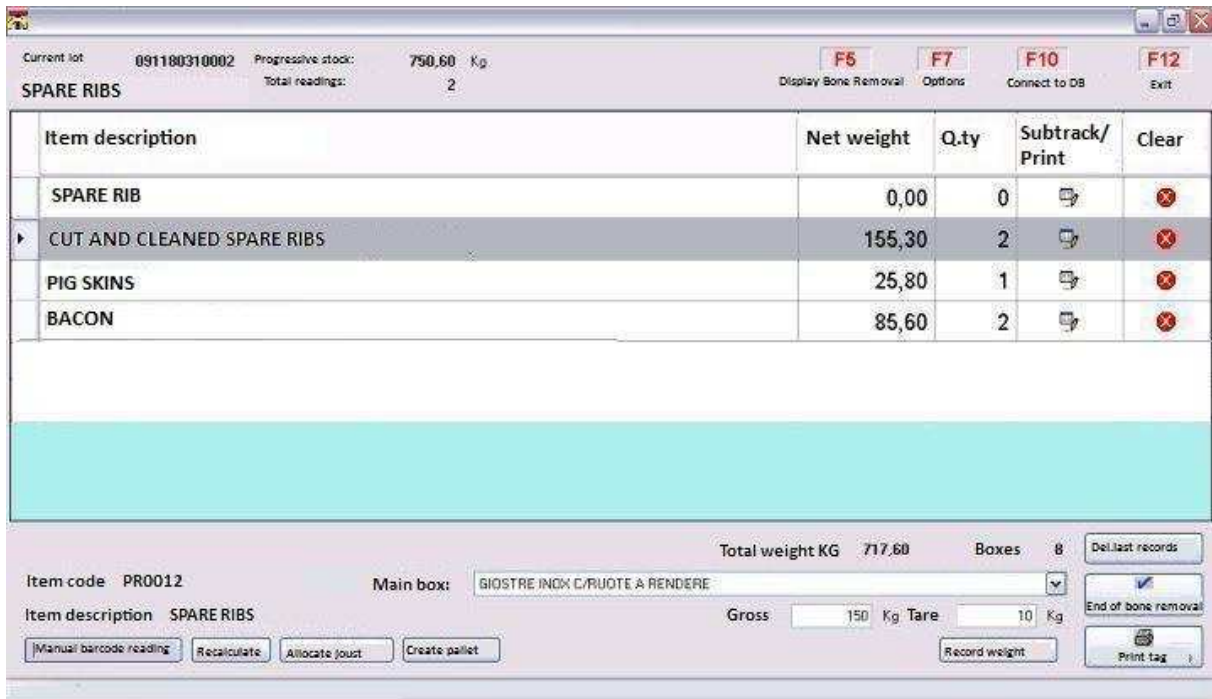 Current lot 091180310002 Progressive stock: 750,60 Kg F5 F7 F10 F12
Total readings: 2 Display Bone Removal Options Connect to DB Exit
SPARE RIBS
Item description Net weight Q.ty Subtrack/ Print Clear
SPARE RIB 0,00 0
CUT AND CLEANED SPARE RIBS 155,30 2
PIG SKINS 25,80 1
BACON 85,60 2
Total weight KG 717,60 Boxes 8 Del.last records
Item code PR0012 Main box: GIOSTRE INOX C/RUOTE A RENDERE
End of bone removal
Item description SPARE RIBS Gross 150 Kg Tare 10 Kg
Manual barcode reading Recalculate Allocate Joust Create pallet Record weight Print tag